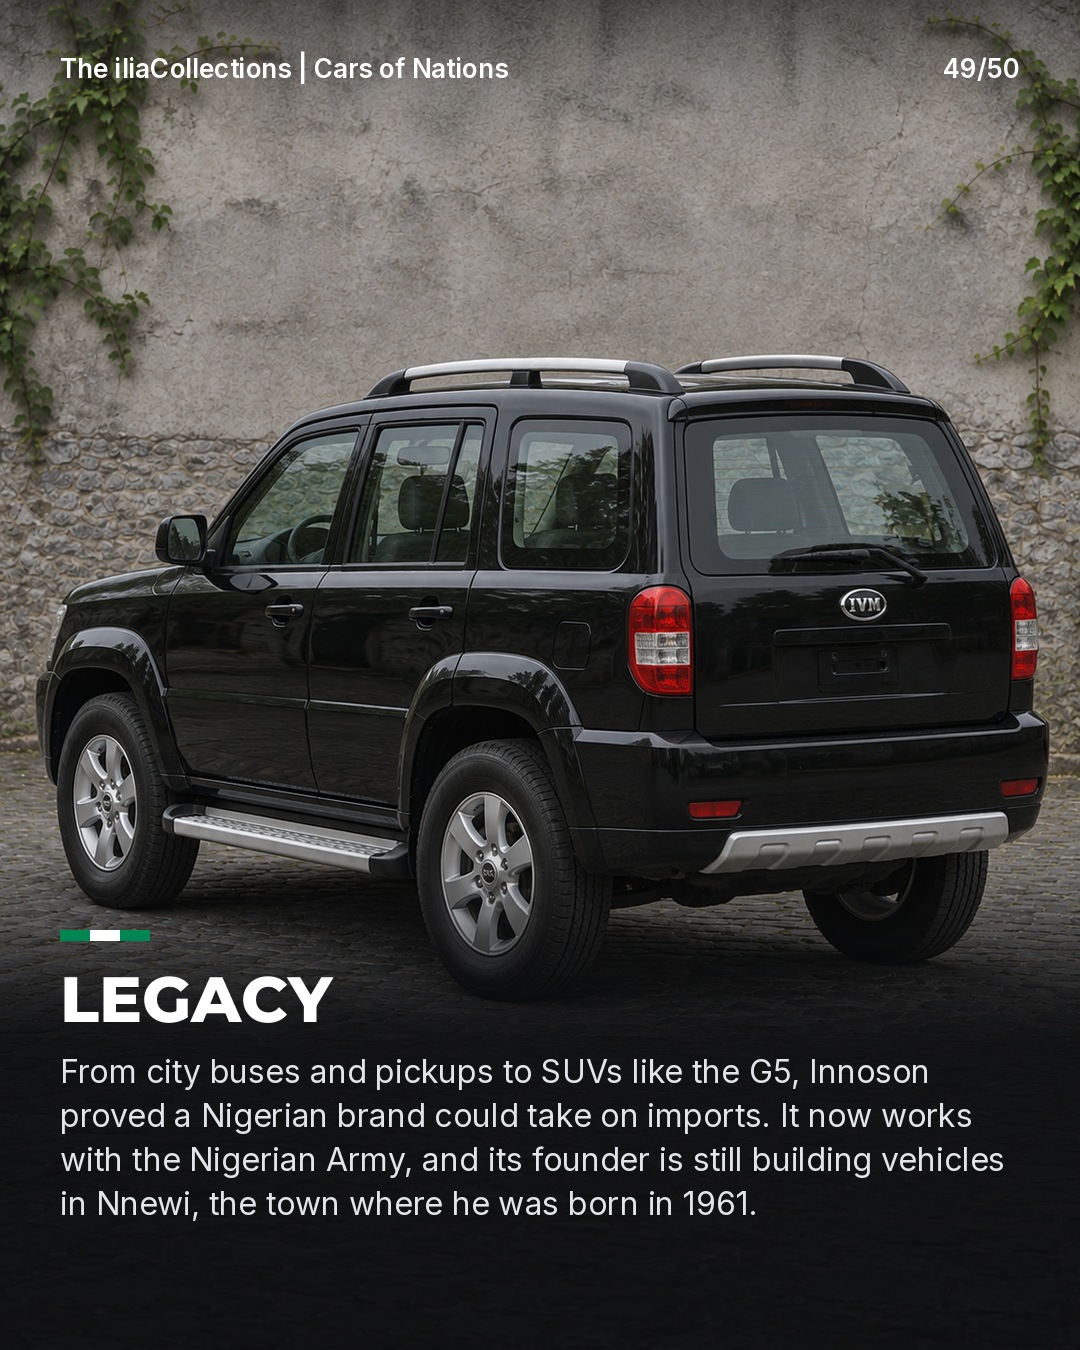 The iliaCollections | Cars of Nations
49/50
IVM
LEGACY
From city buses and pickups to SUVs like the G5, Innoson
proved a Nigerian brand could take on imports. It now works
with the Nigerian Army, and its founder is still building vehicles
in Nnewi, the town where he was born in 1961.